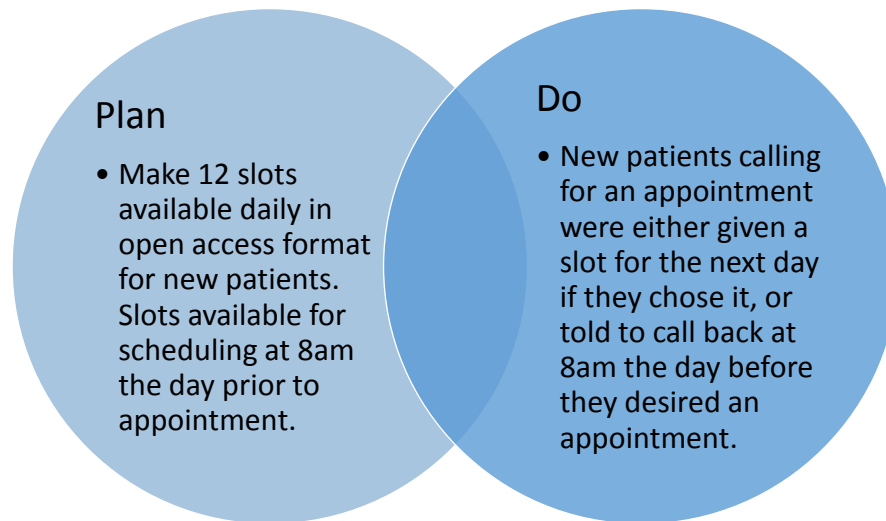 Plan
• Make 12 slots
available daily in
open access format
for new patients.
Slots available for
scheduling at 8am
the day prior to
appointment.
Do
• New patients calling
for an appointment
were either given a
slot for the next day
if they chose it, or
told to call back at
8am the day before
they desired an
appointment.